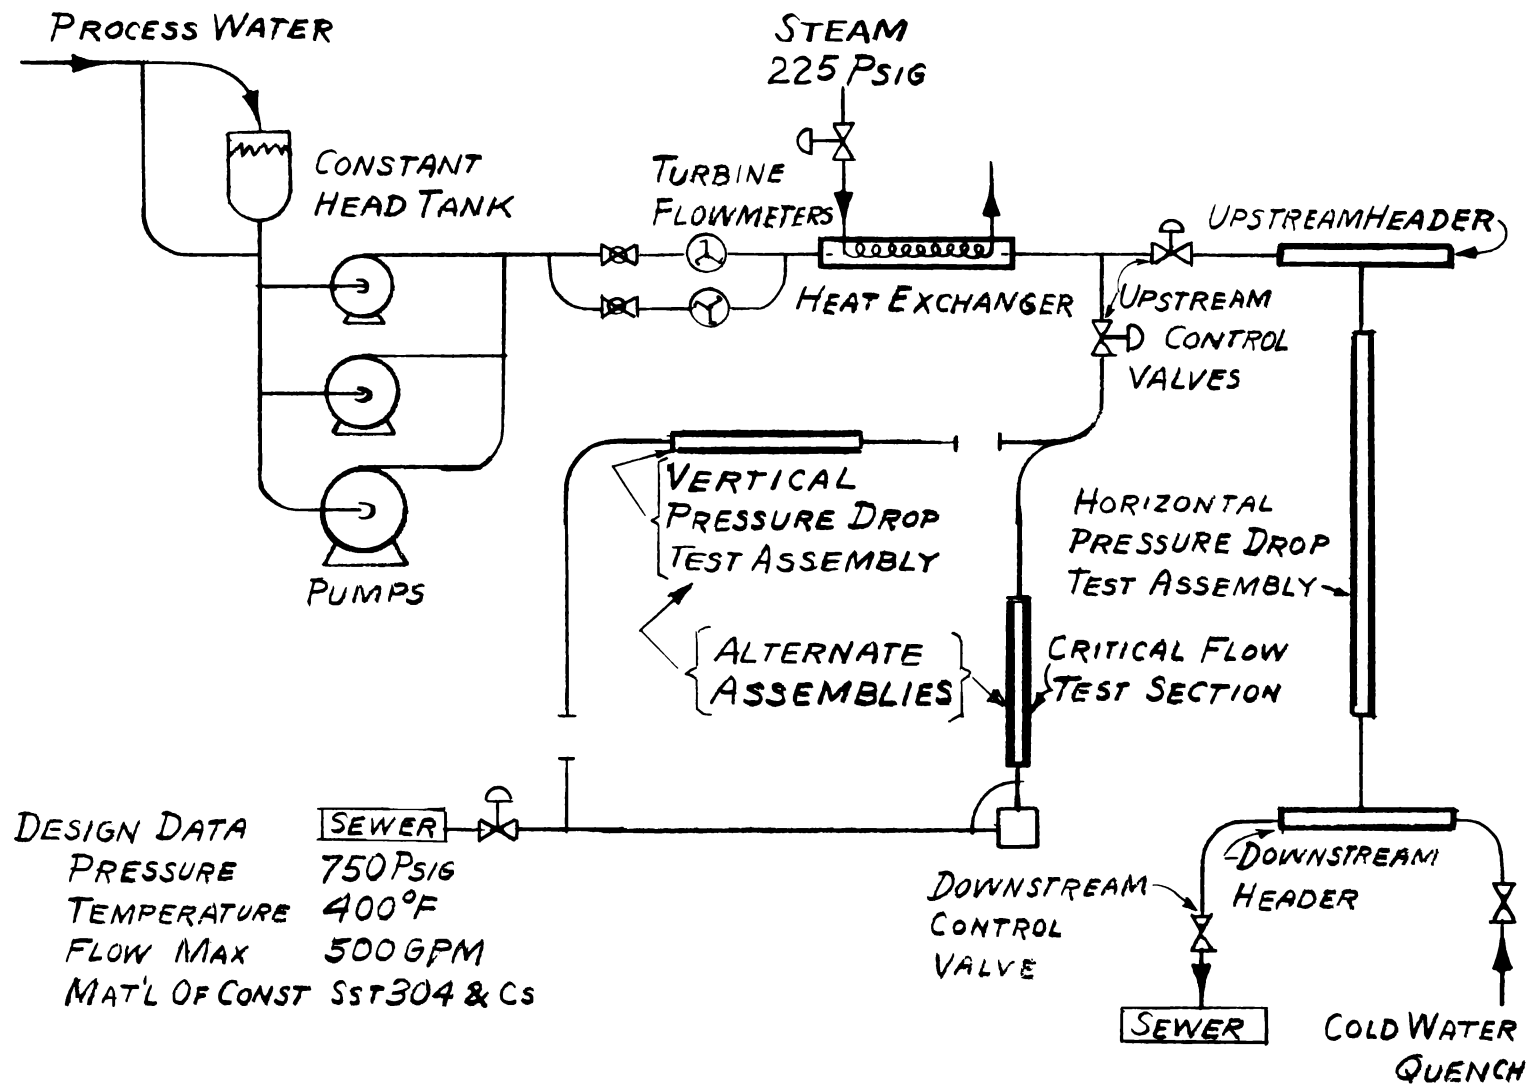 PROCESS WATER
STEAM
225 PSIG
CONSTANT
HEAD TANK
TURBINE
FLOWMETERS
UPSTREAM HEADER
HEAT EXCHANGER
UPSTREAM
CONTROL
VALVES
PUMPS
VERTICAL
PRESSURE DROP
TEST ASSEMBLY
HORIZONTAL
PRESSURE DROP
TEST ASSEMBLY
ALTERNATE
ASSEMBLIES
CRITICAL FLOW
TEST SECTION
DESIGN DATA
PRESSURE 750 PSIG
TEMPERATURE 400°F
FLOW MAX 500 GPM
MAT'L OF CONST SST 304 & CS
SEWER
DOWNSTREAM
HEADER
DOWNSTREAM
CONTROL
VALVE
SEWER
COLD WATER
QUENCH